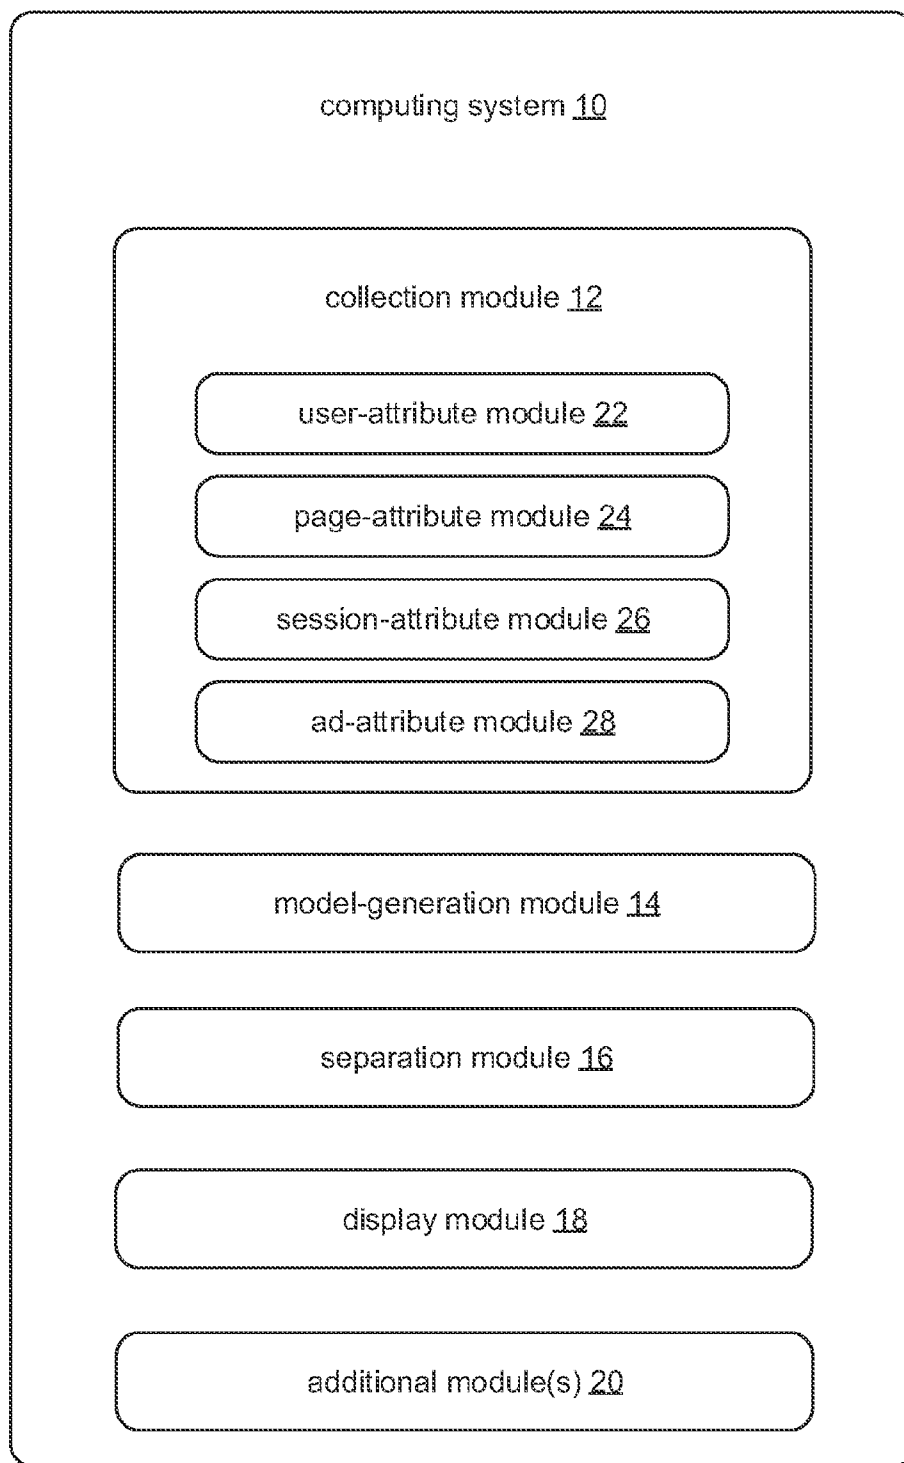 computing system 10
collection module 12
user-attribute module 22
page-attribute module 24
session-attribute module 26
ad-attribute module 28
model-generation module 14
separation module 16
display module 18
additional module(s) 20